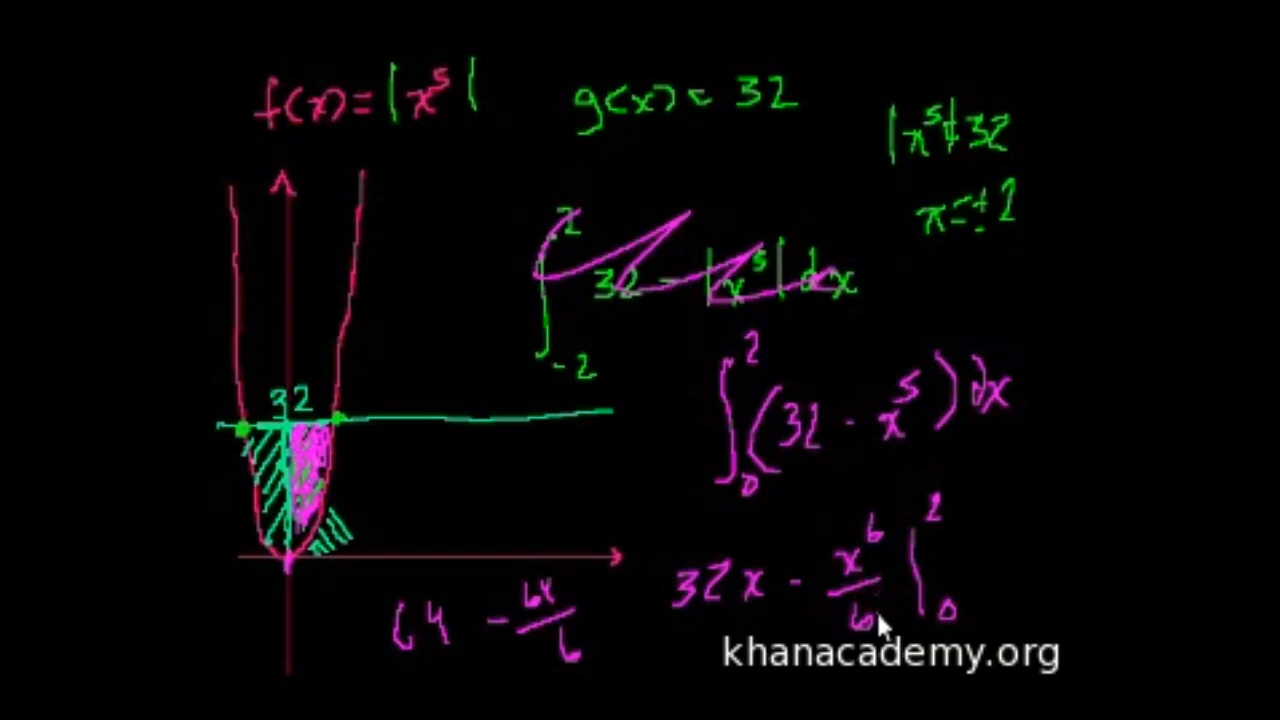 f(x) = |x⁵|
g(x) = 32
|x⁵|=32
x=±2
∫₋₂² 32 - |x⁵| dx
32
∫₀² (32 - x⁵) dx
32x - x⁶/6 |₀²
64 - 64/6
khanacademy.org